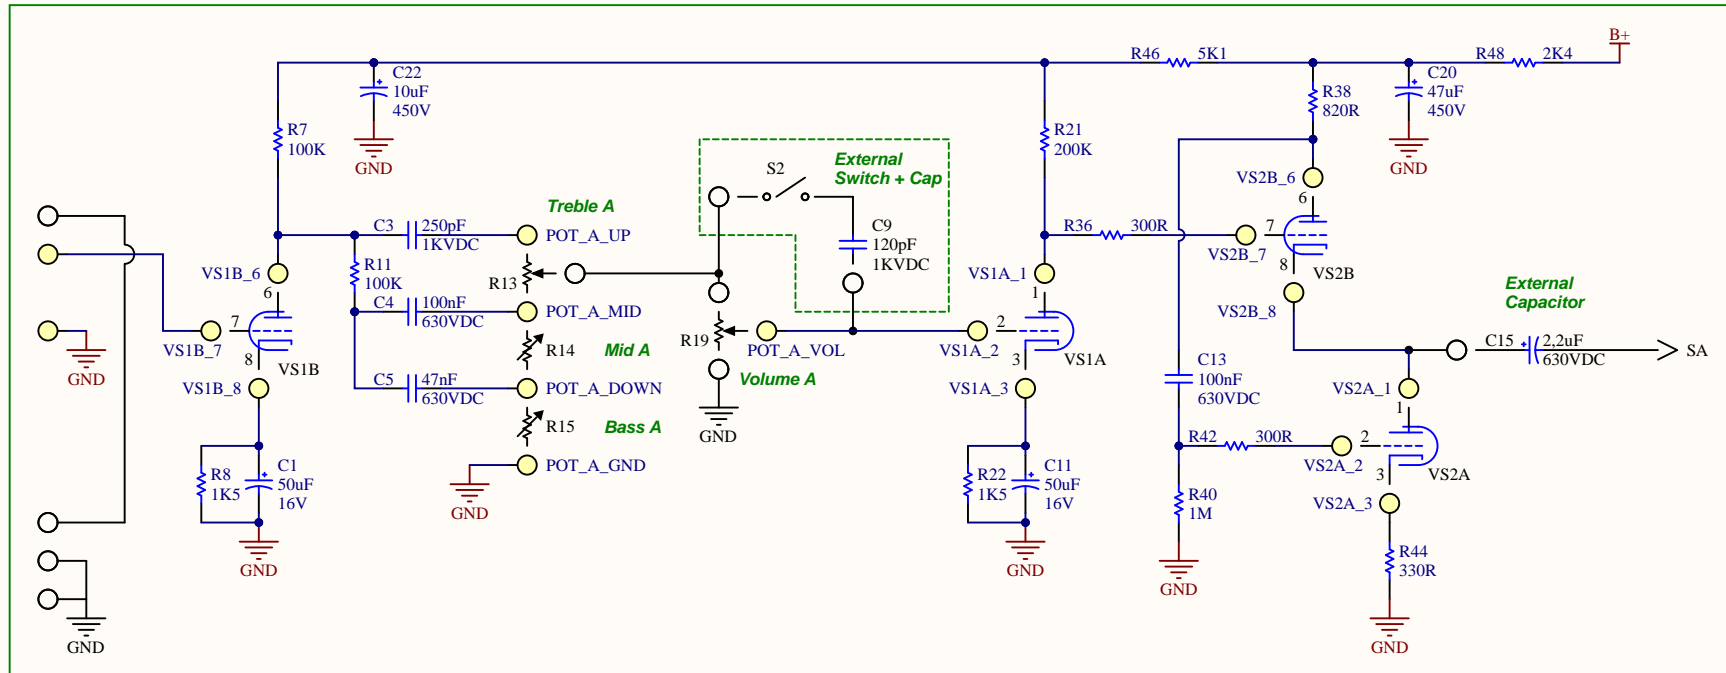 B+
R46 5K1
R48 2K4
C22
10uF
450V
GND
R38
820R
C20
47uF
450V
GND
R7
100K
R21
200K
External
Switch + Cap
S2
VS2B_6
6
Treble A
C3 250pF
1KVDC
POT_A_UP
C9
120pF
1KVDC
R36 300R
VS2B_7
7
8
VS2B
VS2B_8
VS1B_6
6
R11
100K
R13
VS1A_1
1
External
Capacitor
C4 100nF
630VDC
POT_A_MID
VS1B_7
7
8
VS1B
GND
R14
Mid A
R19
POT_A_VOL
VS1A_2
2
3
VS1A
C15 2,2uF
630VDC
SA
VS1B_8
C5 47nF
630VDC
POT_A_DOWN
Volume A
VS1A_3
C13
100nF
630VDC
VS2A_1
1
R15
Bass A
GND
R42 300R
VS2A_2
2
3
VS2A
VS2A_3
POT_A_GND
GND
R8
1K5
C1
50uF
16V
GND
R22
1K5
C11
50uF
16V
GND
R40
1M
GND
R44
330R
GND
GND